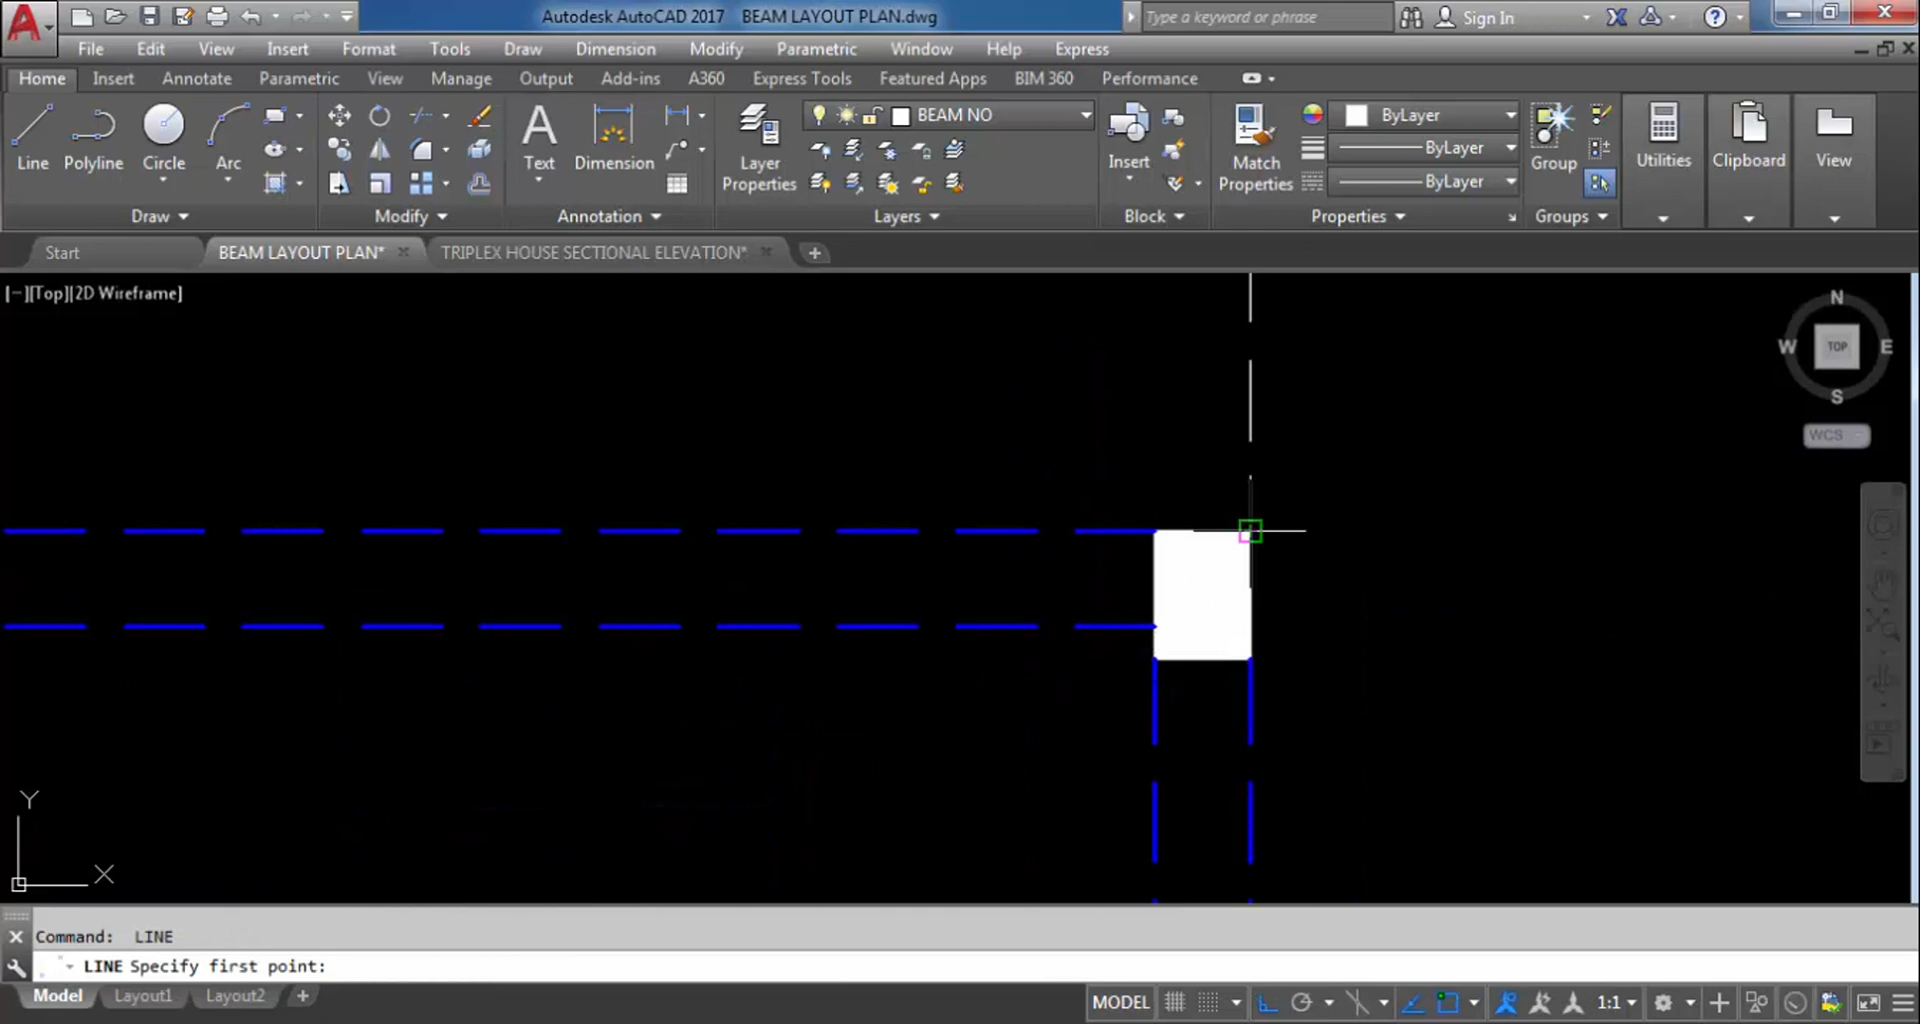 Autodesk AutoCAD 2017 BEAM LAYOUT PLAN.dwg Type a keyword or phrase Sign In
File Edit View Insert Format Tools Draw Dimension Modify Parametric Window Help Express
Home Insert Annotate Parametric View Manage Output Add-ins A360 Express Tools Featured Apps BIM 360 Performance
BEAM NO ByLayer
Line Polyline Circle Arc A Text Dimension Layer Properties Insert Match Properties ByLayer Group Utilities Clipboard View
ByLayer
Draw Modify Annotation Layers Block Properties Groups
Start BEAM LAYOUT PLAN* TRIPLEX HOUSE SECTIONAL ELEVATION*
[−][Top][2D Wireframe]
N
W TOP E
S
WCS
Y
X
Command: LINE
LINE Specify first point:
Model Layout1 Layout2 + MODEL 1:1